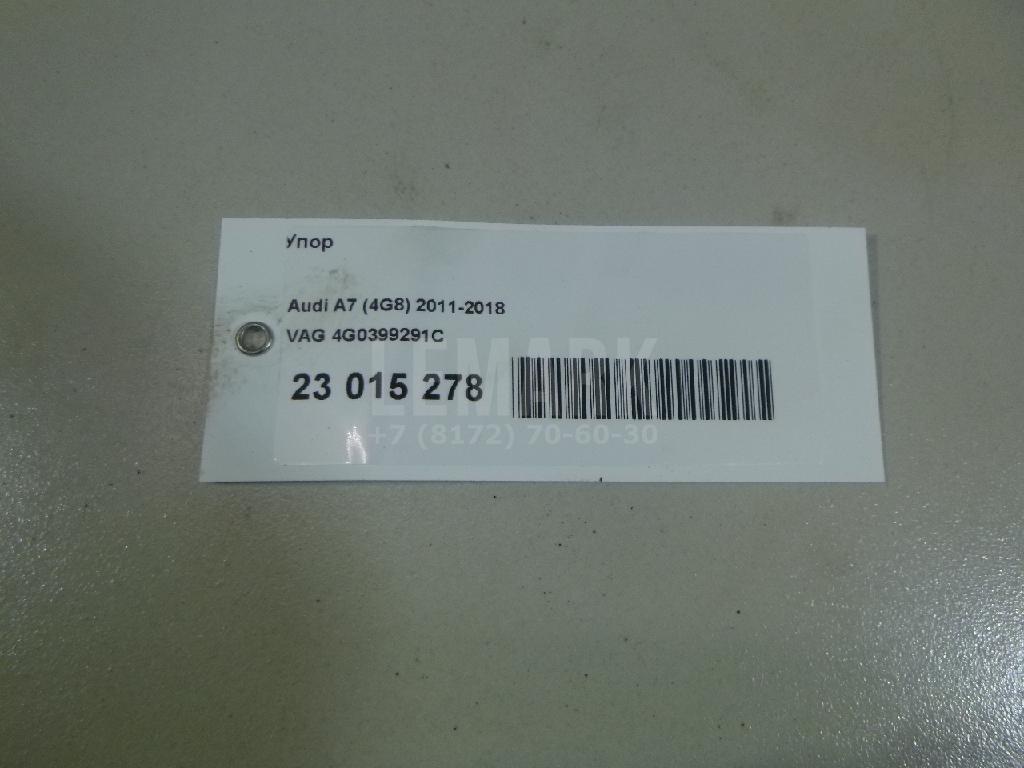 Упор
Audi A7 (4G8) 2011-2018
VAG 4G0399291C
23 015 278
LEMARK
+7 (8172) 70-60-30